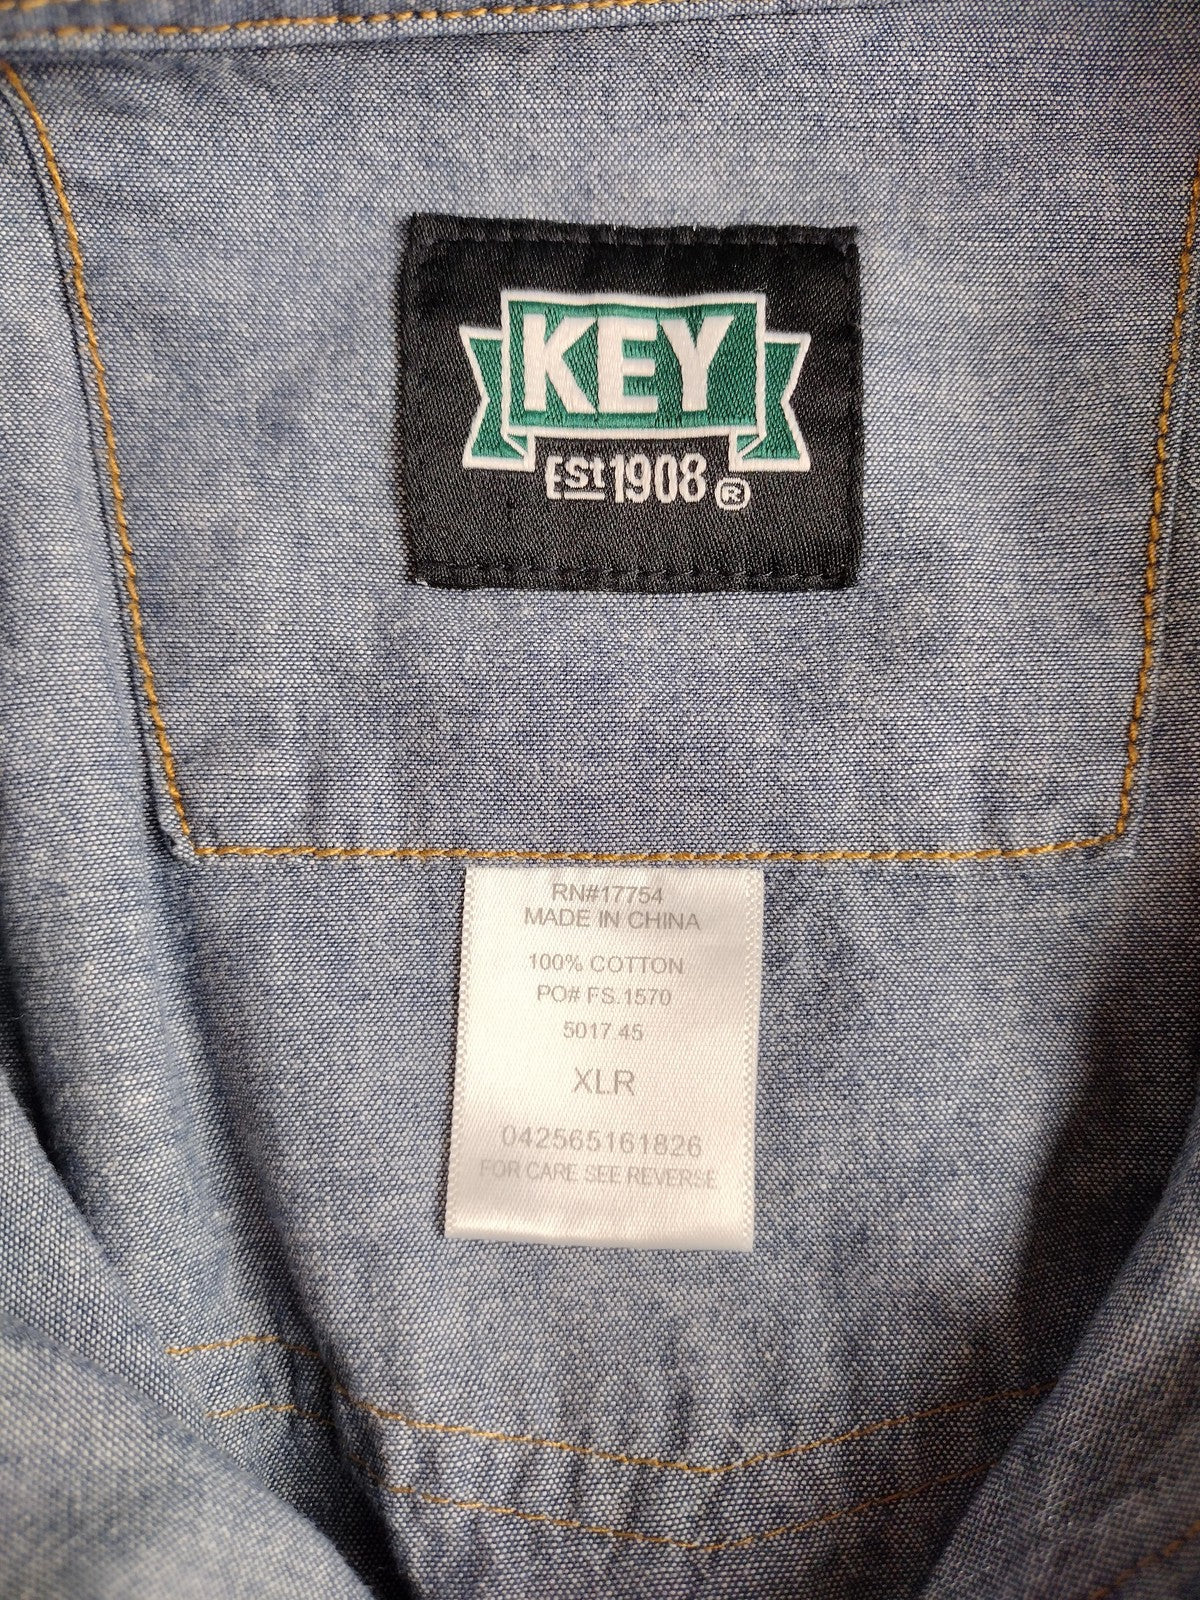 KEY
Est 1908 ®
RN#17754
MADE IN CHINA
100% COTTON
PO# FS.1570
5017.45
XLR
042565161826
FOR CARE SEE REVERSE